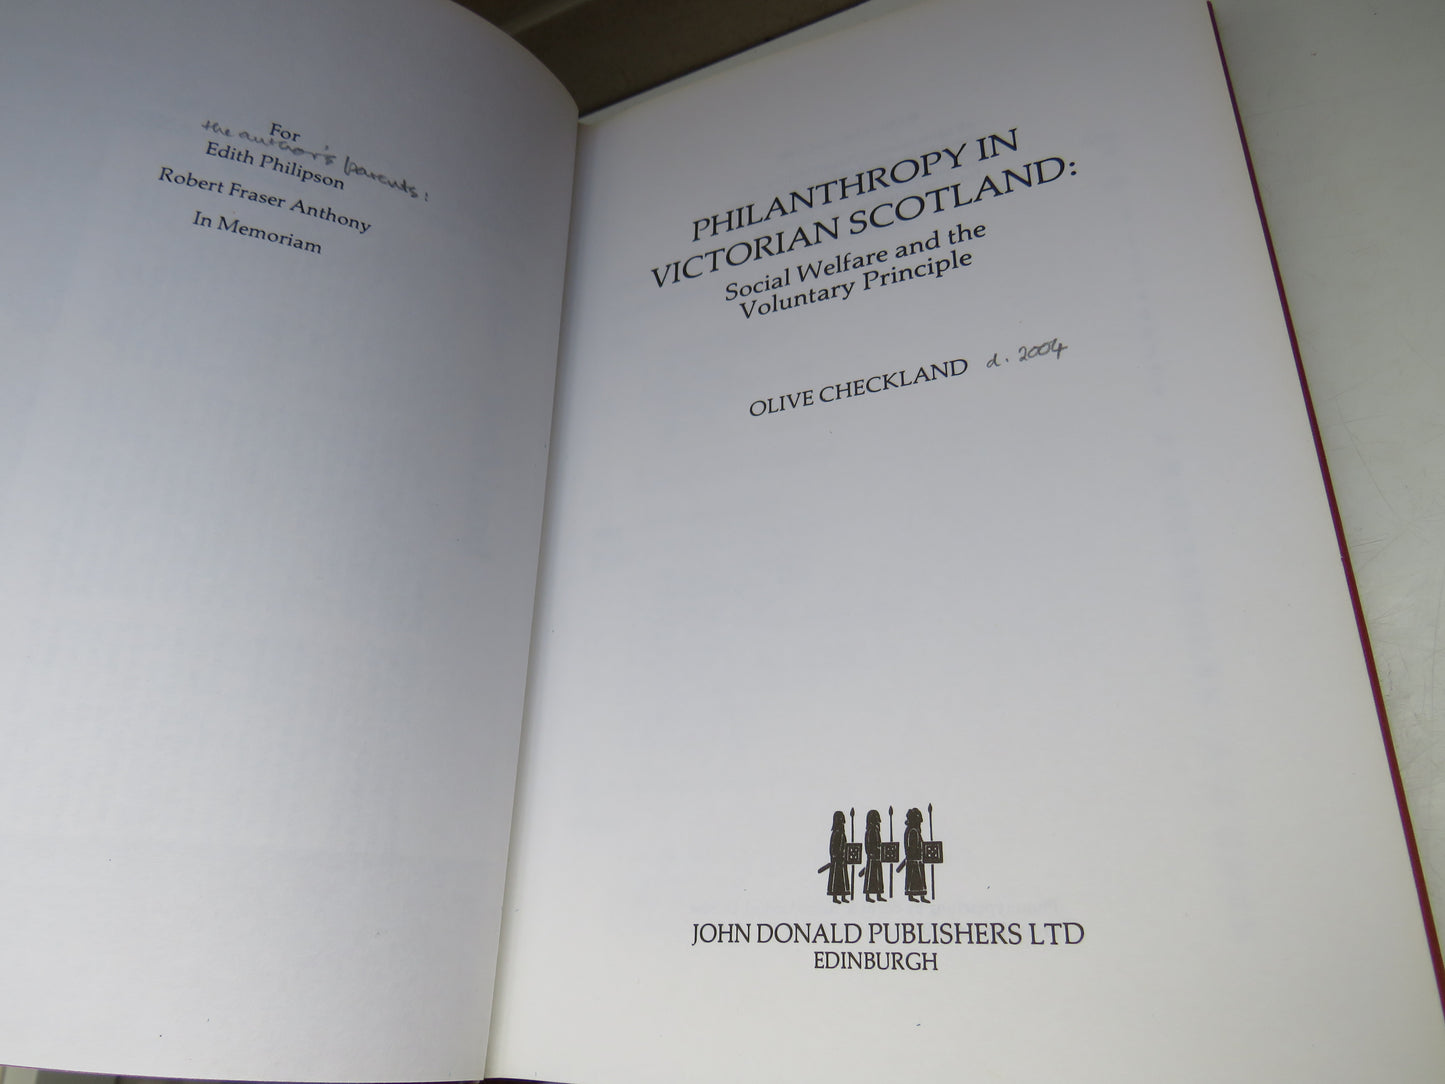 For
the author's parents:
Edith Philipson
Robert Fraser Anthony
In Memoriam
PHILANTHROPY IN
VICTORIAN SCOTLAND:
Social Welfare and the
Voluntary Principle
OLIVE CHECKLAND d. 2004
JOHN DONALD PUBLISHERS LTD
EDINBURGH